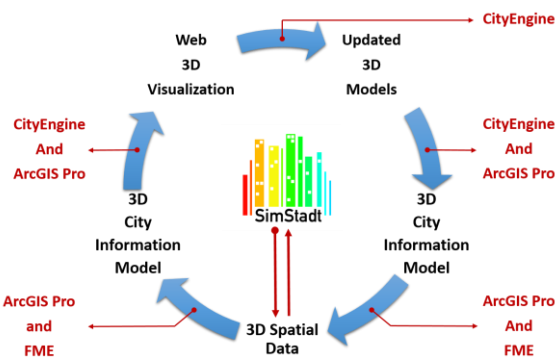 CityEngine
Web
3D
Visualization
Updated
3D
Models
CityEngine
And
ArcGIS Pro
CityEngine
And
ArcGIS Pro
SimStadt
3D
City
Information
Model
3D
City
Information
Model
ArcGIS Pro
and
FME
3D Spatial
Data
ArcGIS Pro
And
FME